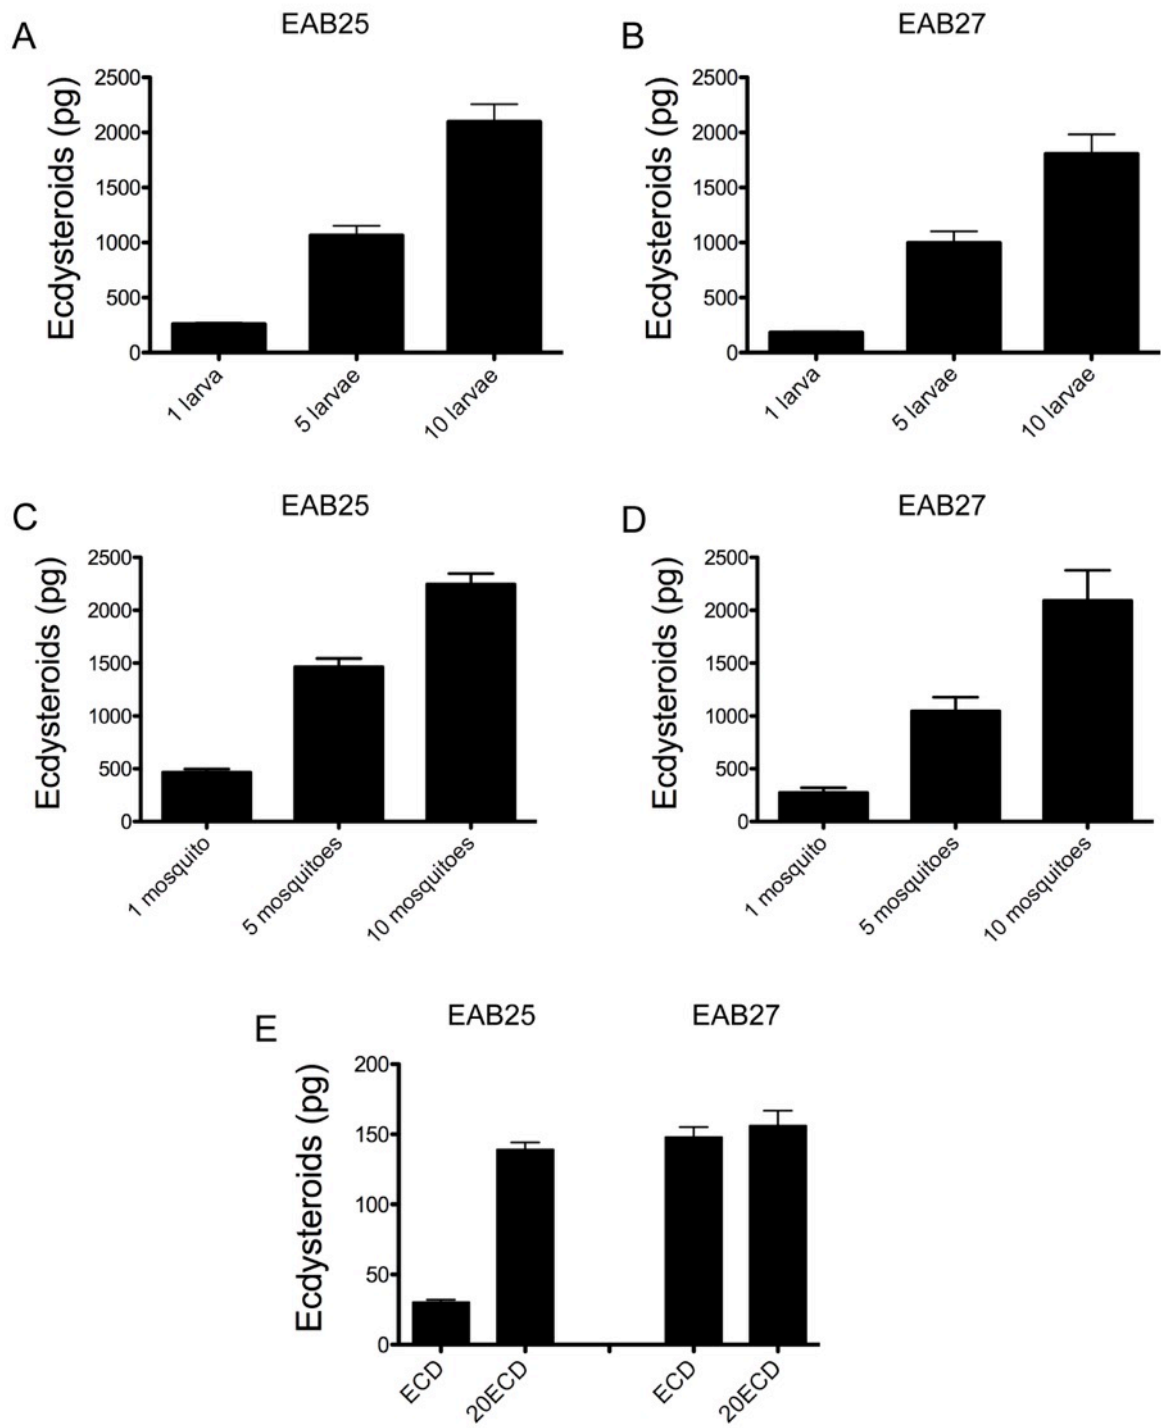 A
EAB25
Ecdysteroids (pg)
2500
2000
1500
1000
500
0
1 larva
5 larvae
10 larvae
B
EAB27
Ecdysteroids (pg)
2500
2000
1500
1000
500
0
1 larva
5 larvae
10 larvae
C
EAB25
Ecdysteroids (pg)
2500
2000
1500
1000
500
0
1 mosquito
5 mosquitoes
10 mosquitoes
D
EAB27
Ecdysteroids (pg)
2500
2000
1500
1000
500
0
1 mosquito
5 mosquitoes
10 mosquitoes
E
EAB25
EAB27
Ecdysteroids (pg)
200
150
100
50
0
ECD
20ECD
ECD
20ECD